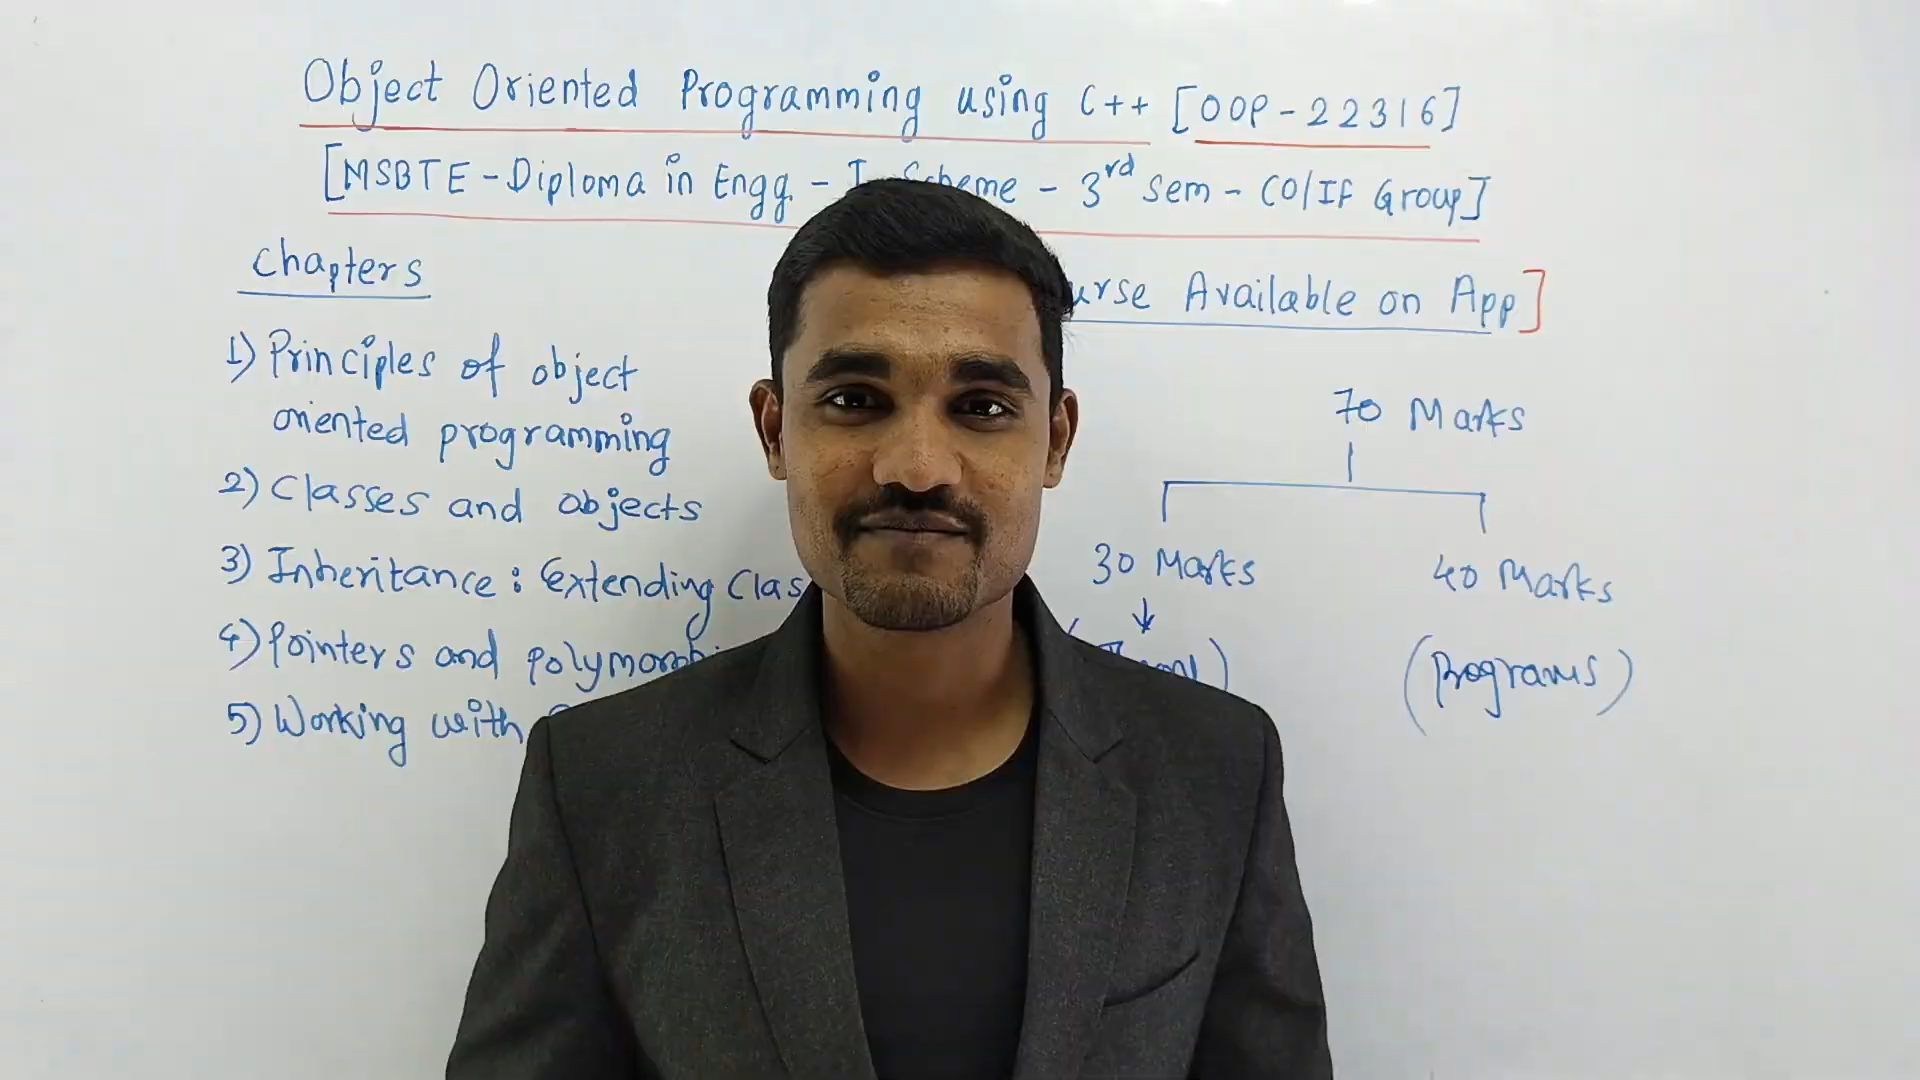 Object Oriented Programming using C++ [OOP-22316]
[MSBTE - Diploma in Engg. - I Scheme - 3rd Sem - CO/IF Group]
Chapters
Available on App]
1) Principles of object
oriented programming
2) Classes and objects
3) Inheritance: Extending
4) Pointers and
5) Working with
70 Marks
30 Marks
40 Marks
(Programs)